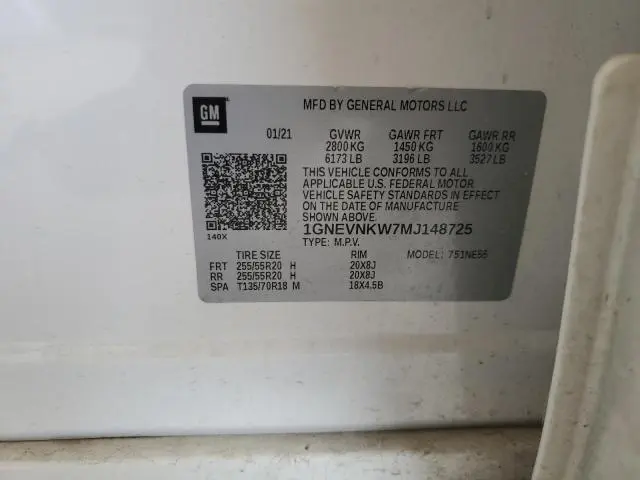 GM
MFD BY GENERAL MOTORS LLC
01/21 GVWR GAWR FRT GAWR RR
2800 KG 1450 KG 1600 KG
6173 LB 3196 LB 3527 LB
THIS VEHICLE CONFORMS TO ALL
APPLICABLE U.S. FEDERAL MOTOR
VEHICLE SAFETY STANDARDS IN EFFECT
ON THE DATE OF MANUFACTURE
SHOWN ABOVE.
1GNEVNKW7MJ148725
140X
TYPE: M.P.V. MODEL: 751NE56
TIRE SIZE RIM
FRT 255/55R20 H 20X8J
RR 255/55R20 H 20X8J
SPA T135/70R18 M 18X4.5B